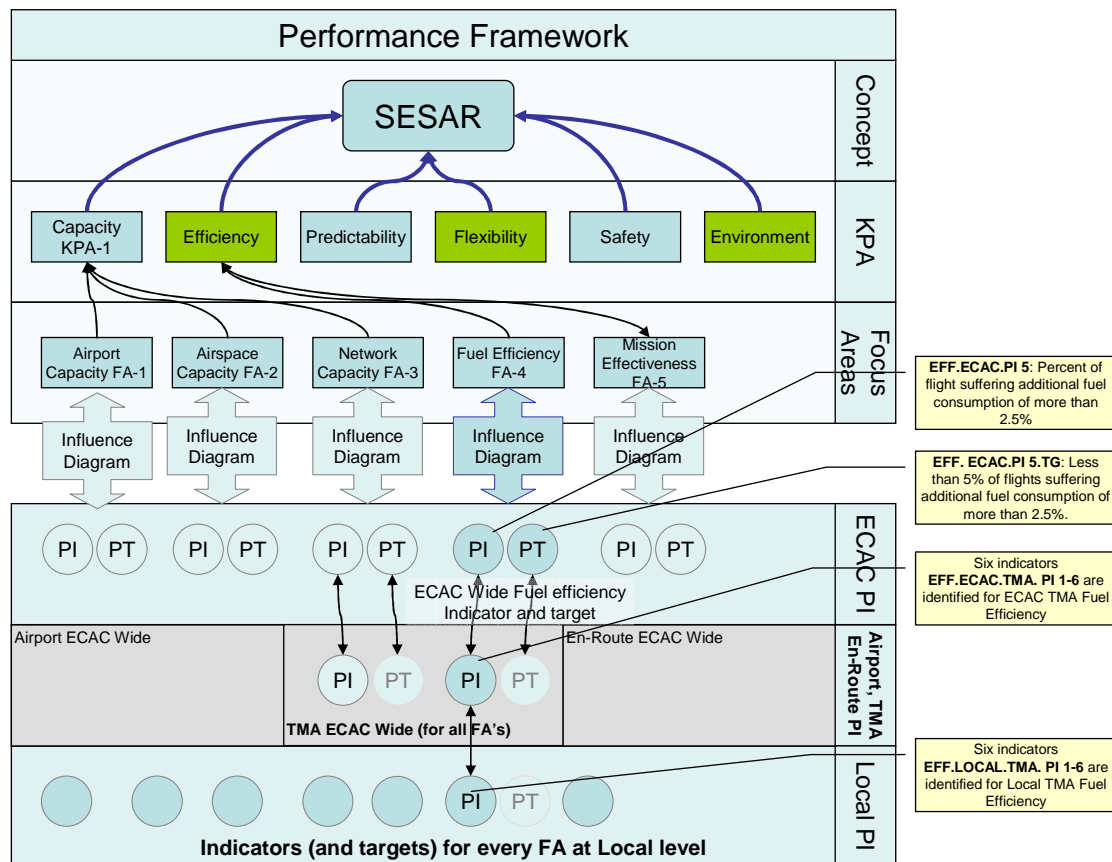 Performance Framework
Concept
SESAR
KPA
Capacity
KPA-1
Efficiency
Predictability
Flexibility
Safety
Environment
Focus
Areas
Airport
Capacity FA-1
Airspace
Capacity FA-2
Network
Capacity FA-3
Fuel Efficiency
FA-4
Mission
Effectiveness
FA-5
Influence
Diagram
Influence
Diagram
Influence
Diagram
Influence
Diagram
Influence
Diagram
EFF.ECAC.PI 5: Percent of
flight suffering additional fuel
consumption of more than
2.5%
EFF. ECAC.PI 5.TG: Less
than 5% of flights suffering
additional fuel consumption of
more than 2.5%.
ECAC PI
PI PT
PI PT
PI PT
PI PT
PI PT
ECAC Wide Fuel efficiency
Indicator and target
Six indicators
EFF.ECAC.TMA. PI 1-6 are
identified for ECAC TMA Fuel
Efficiency
Airport ECAC Wide
En-Route ECAC Wide
Airport, TMA
En-Route PI
PI PT
PI PT
TMA ECAC Wide (for all FA's)
Six indicators
EFF.LOCAL.TMA. PI 1-6 are
identified for Local TMA Fuel
Efficiency
Local PI
PI PT
Indicators (and targets) for every FA at Local level